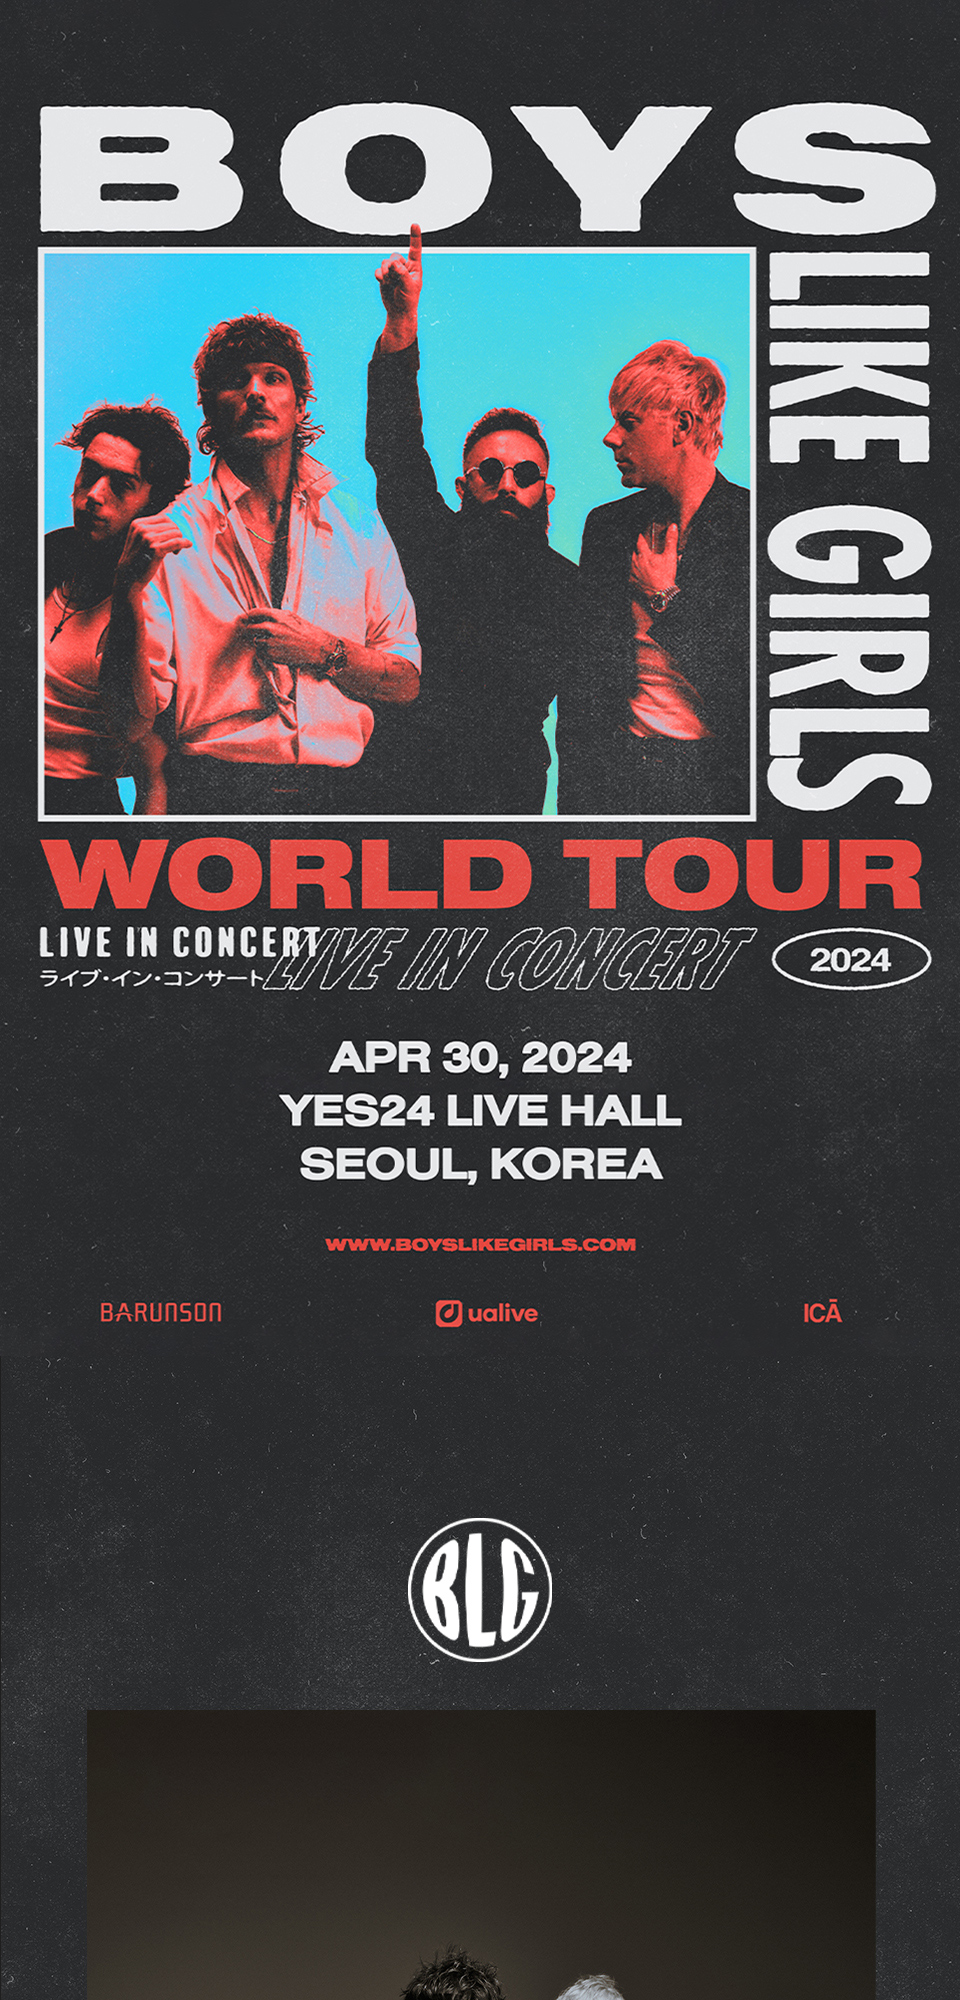 BOYS
LIKE GIRLS
WORLD TOUR
LIVE IN CONCERT
ライブ・イン・コンサート
LIVE IN CONCERT
2024
APR 30, 2024
YES24 LIVE HALL
SEOUL, KOREA
WWW.BOYSLIKEGIRLS.COM
BARUNSON
ualive
ICĀ
BLG